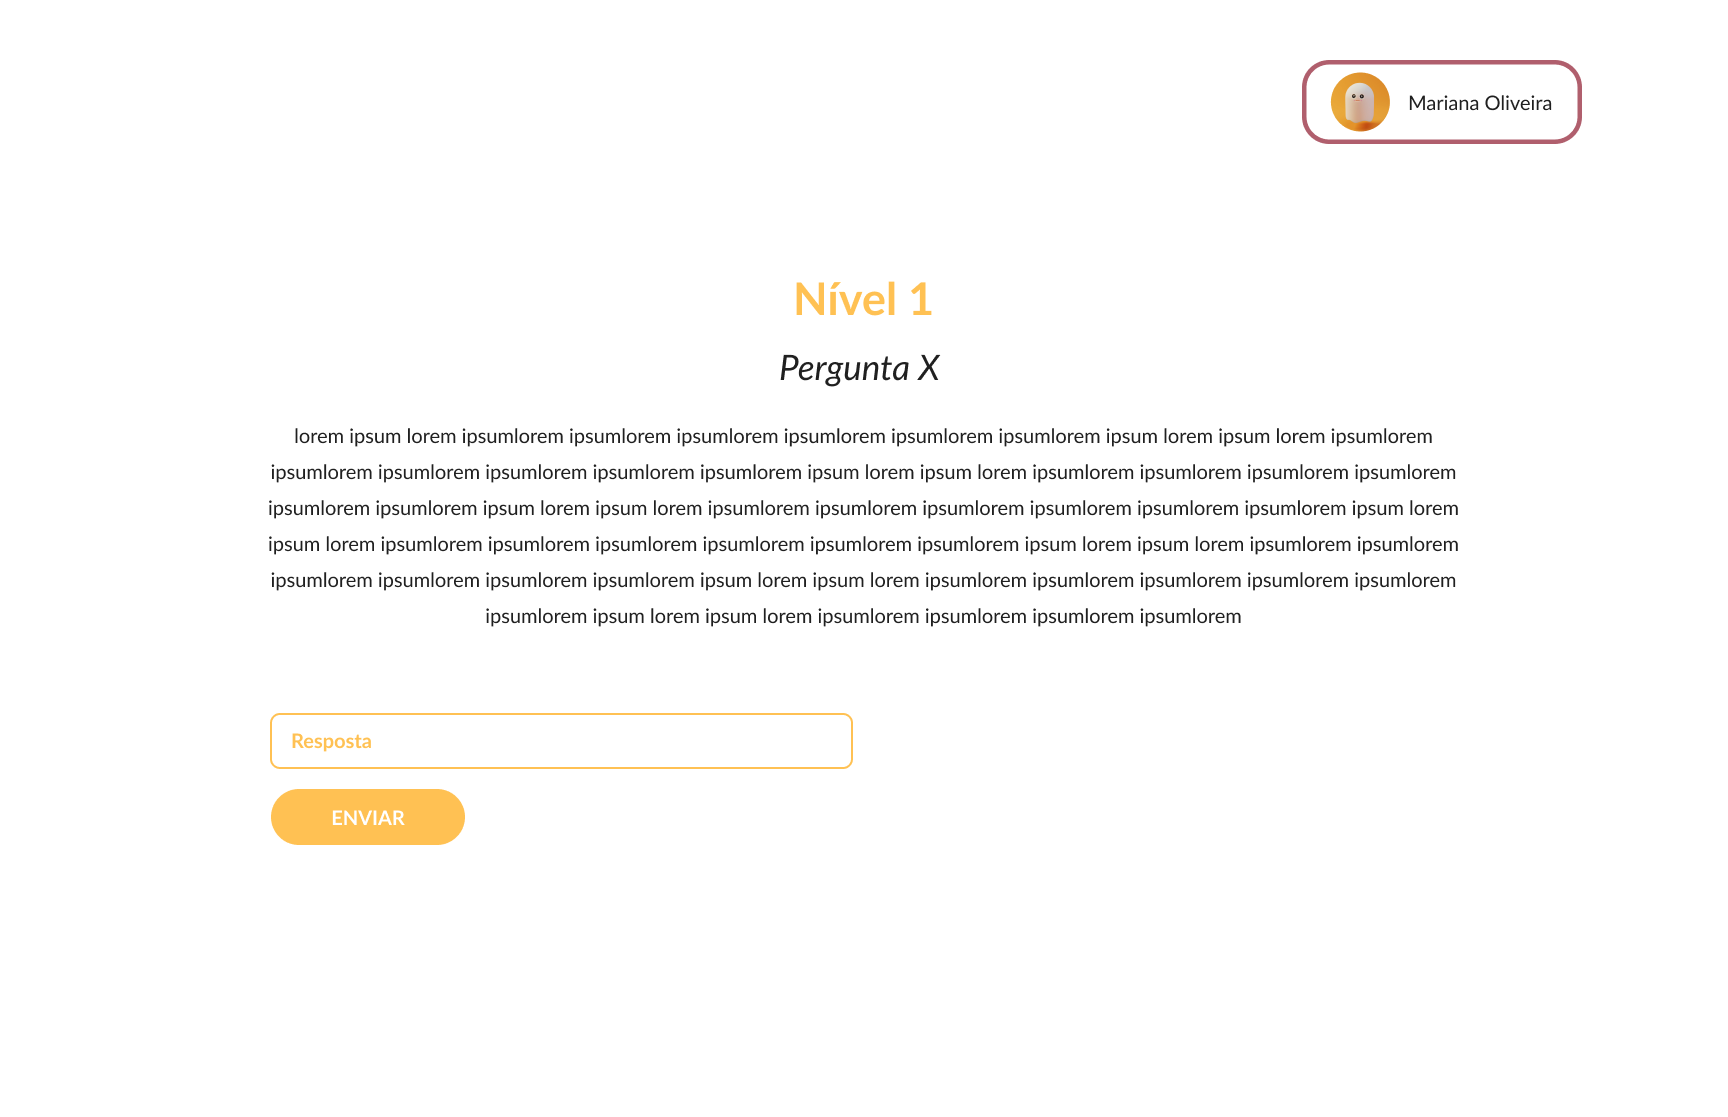 Mariana Oliveira
Nível 1
Pergunta X
lorem ipsum lorem ipsumlorem ipsumlorem ipsumlorem ipsumlorem ipsumlorem ipsumlorem ipsum lorem ipsum lorem ipsumlorem
ipsumlorem ipsumlorem ipsumlorem ipsumlorem ipsumlorem ipsum lorem ipsum lorem ipsumlorem ipsumlorem ipsumlorem ipsumlorem
ipsumlorem ipsumlorem ipsum lorem ipsum lorem ipsumlorem ipsumlorem ipsumlorem ipsumlorem ipsumlorem ipsumlorem ipsum lorem
ipsum lorem ipsumlorem ipsumlorem ipsumlorem ipsumlorem ipsumlorem ipsumlorem ipsum lorem ipsum lorem ipsumlorem ipsumlorem
ipsumlorem ipsumlorem ipsumlorem ipsumlorem ipsum lorem ipsum lorem ipsumlorem ipsumlorem ipsumlorem ipsumlorem ipsumlorem
ipsumlorem ipsum lorem ipsum lorem ipsumlorem ipsumlorem ipsumlorem ipsumlorem
Resposta
ENVIAR